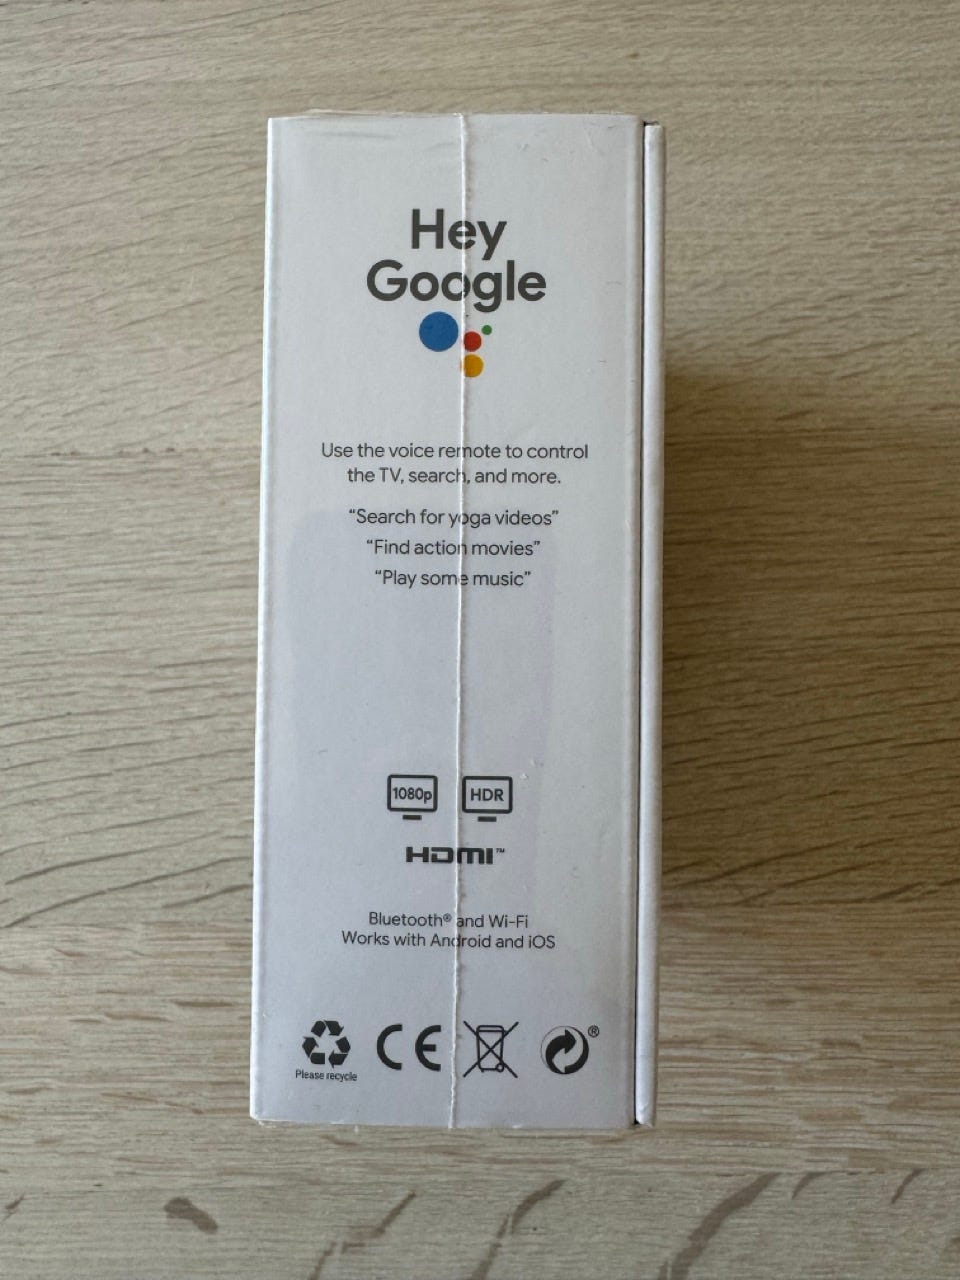 Hey
Google
Use the voice remote to control
the TV, search, and more.
“Search for yoga videos”
“Find action movies”
“Play some music”
1080p HDR
HDMI™
Bluetooth® and Wi-Fi
Works with Android and iOS
CE ®
Please recycle